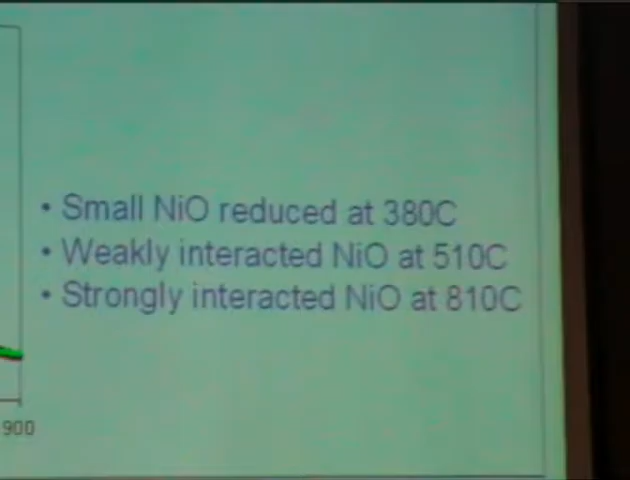 • Small NiO reduced at 380C
• Weakly interacted NiO at 510C
• Strongly interacted NiO at 810C
900